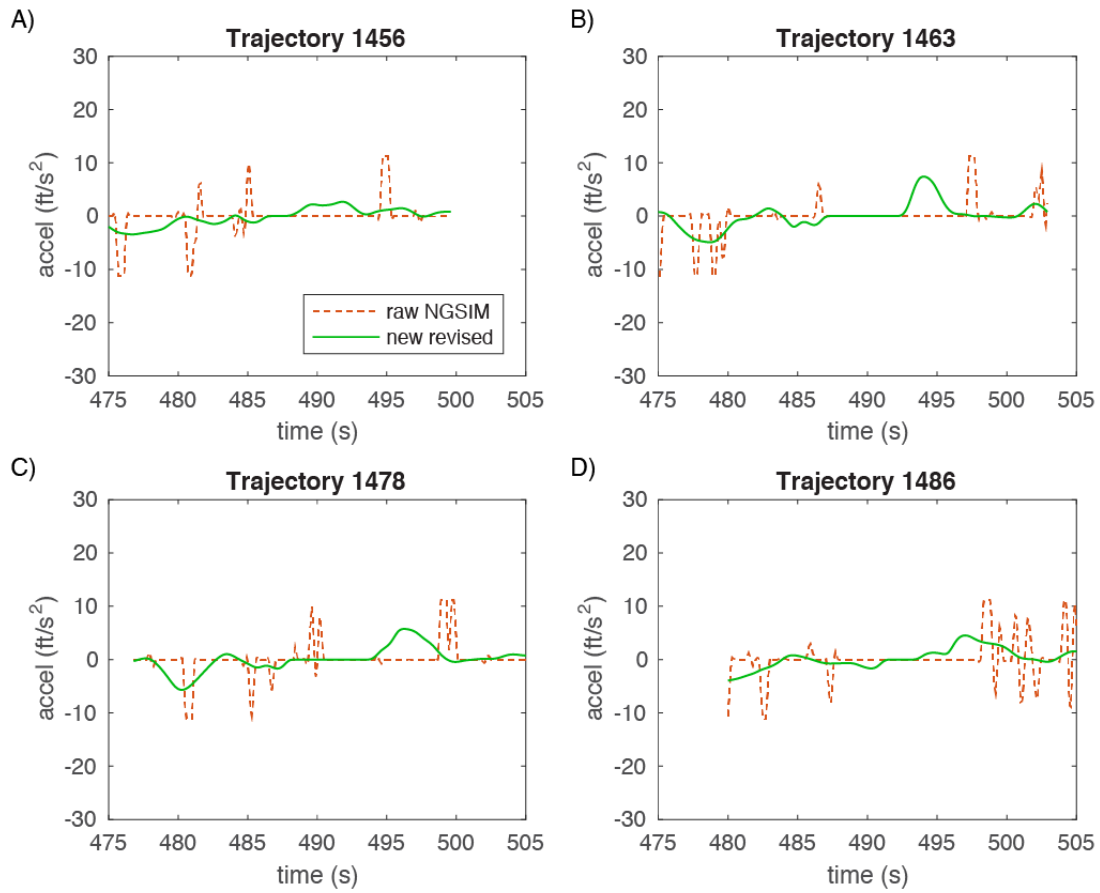 A)
Trajectory 1456
30
20
10
0
-10
-20
-30
accel (ft/s²)
raw NGSIM
new revised
475 480 485 490 495 500 505
time (s)
B)
Trajectory 1463
30
20
10
0
-10
-20
-30
accel (ft/s²)
475 480 485 490 495 500 505
time (s)
C)
Trajectory 1478
30
20
10
0
-10
-20
-30
accel (ft/s²)
475 480 485 490 495 500 505
time (s)
D)
Trajectory 1486
30
20
10
0
-10
-20
-30
accel (ft/s²)
475 480 485 490 495 500 505
time (s)